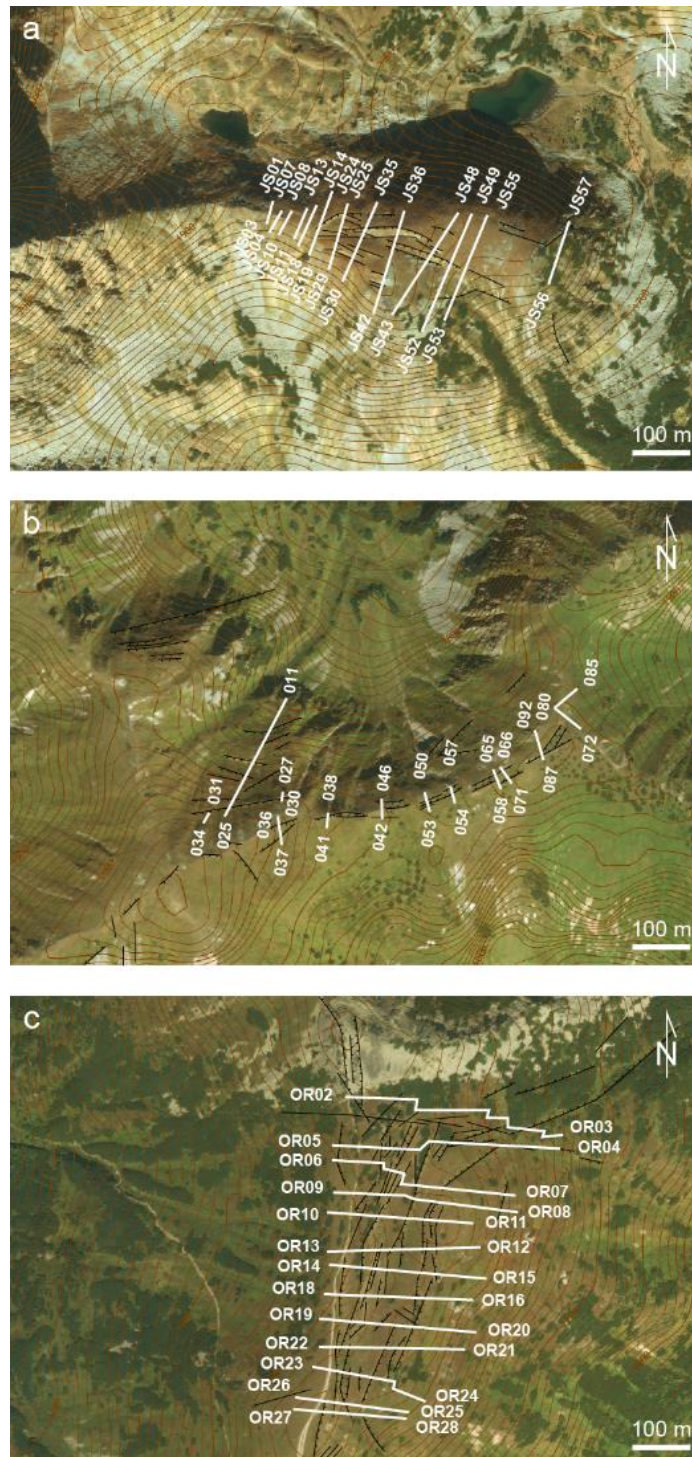 a
N
JS01
JS07
JS08
JS13
JS14
JS24
JS25
JS35
JS36
JS48
JS49
JS55
JS57
JS29
JS30
JS42
JS43
JS52
JS53
JS56
100 m
b
N
011
031
034
025
027
030
036
037
038
041
046
042
050
053
057
054
065
066
058
071
092
080
085
087
072
100 m
c
N
OR02
OR03
OR05
OR04
OR06
OR07
OR09
OR08
OR10
OR11
OR13
OR12
OR14
OR15
OR18
OR16
OR19
OR20
OR22
OR21
OR23
OR24
OR26
OR25
OR27
OR28
100 m